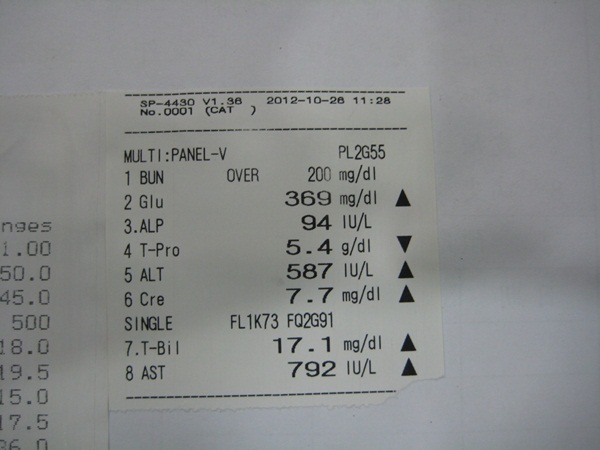 SP-4430 V1.36 2012-10-26 11:28
No.0001 (CAT )
MULTI:PANEL-V PL2G55
1 BUN OVER 200 mg/dl
2 Glu 369 mg/dl ▲
3.ALP 94 IU/L
4 T-Pro 5.4 g/dl ▼
5 ALT 587 IU/L ▲
6 Cre 7.7 mg/dl ▲
SINGLE FL1K73 FQ2G91
7.T-Bil 17.1 mg/dl ▲
8 AST 792 IU/L ▲
nges
1.00
50.0
45.0
500
18.0
19.5
15.0
17.5